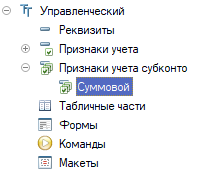 Управленческий
Реквизиты
Признаки учета
Признаки учета субконто
Суммовой
Табличные части
Формы
Команды
Макеты